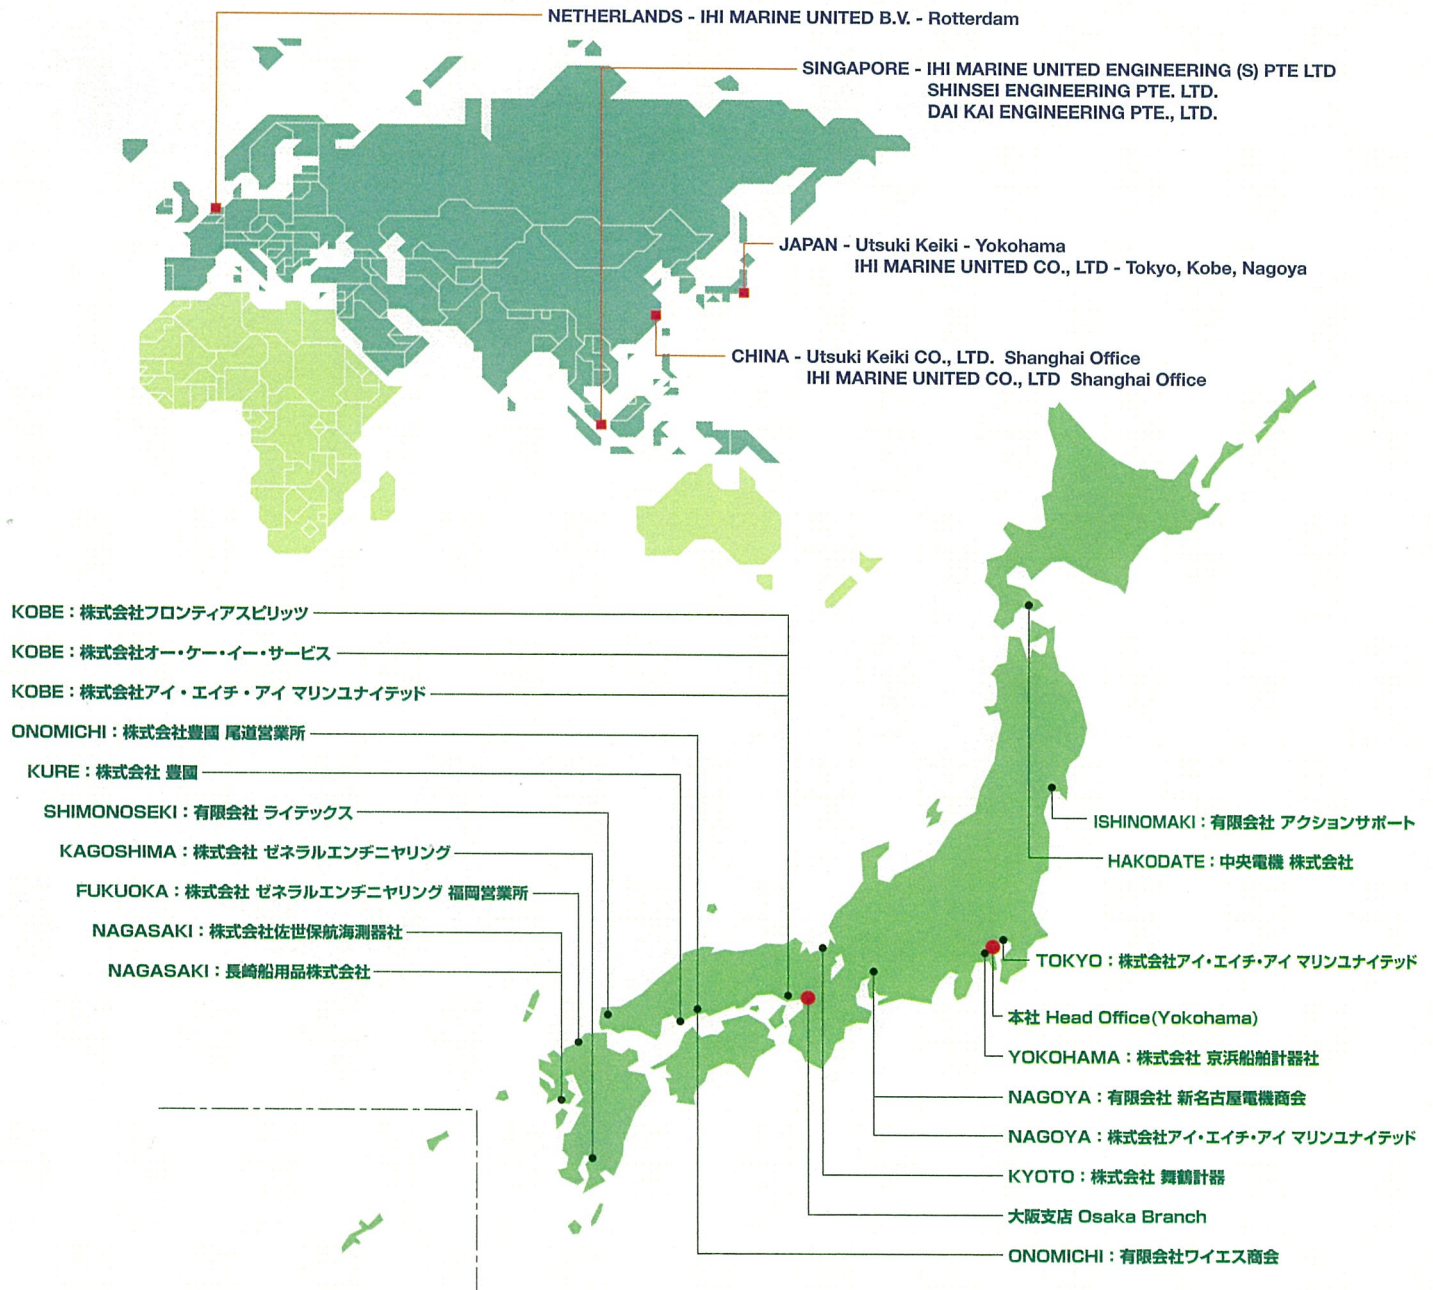 NETHERLANDS - IHI MARINE UNITED B.V. - Rotterdam
SINGAPORE - IHI MARINE UNITED ENGINEERING (S) PTE LTD
SHINSEI ENGINEERING PTE. LTD.
DAI KAI ENGINEERING PTE., LTD.
JAPAN - Utsuki Keiki - Yokohama
IHI MARINE UNITED CO., LTD - Tokyo, Kobe, Nagoya
CHINA - Utsuki Keiki CO., LTD. Shanghai Office
IHI MARINE UNITED CO., LTD Shanghai Office
KOBE：株式会社フロンティアスピリッツ
KOBE：株式会社オー・ケー・イー・サービス
KOBE：株式会社アイ・エイチ・アイ マリンユナイテッド
ONOMICHI：株式会社豊國 尾道営業所
KURE：株式会社 豊國
SHIMONOSEKI：有限会社 ライテックス
KAGOSHIMA：株式会社 ゼネラルエンヂニヤリング
FUKUOKA：株式会社 ゼネラルエンヂニヤリング 福岡営業所
NAGASAKI：株式会社佐世保航海測器社
NAGASAKI：長崎船用品株式会社
ISHINOMAKI：有限会社 アクションサポート
HAKODATE：中央電機 株式会社
TOKYO：株式会社アイ・エイチ・アイ マリンユナイテッド
本社 Head Office(Yokohama)
YOKOHAMA：株式会社 京浜船舶計器社
NAGOYA：有限会社 新名古屋電機商会
NAGOYA：株式会社アイ・エイチ・アイ マリンユナイテッド
KYOTO：株式会社 舞鶴計器
大阪支店 Osaka Branch
ONOMICHI：有限会社ワイエス商会